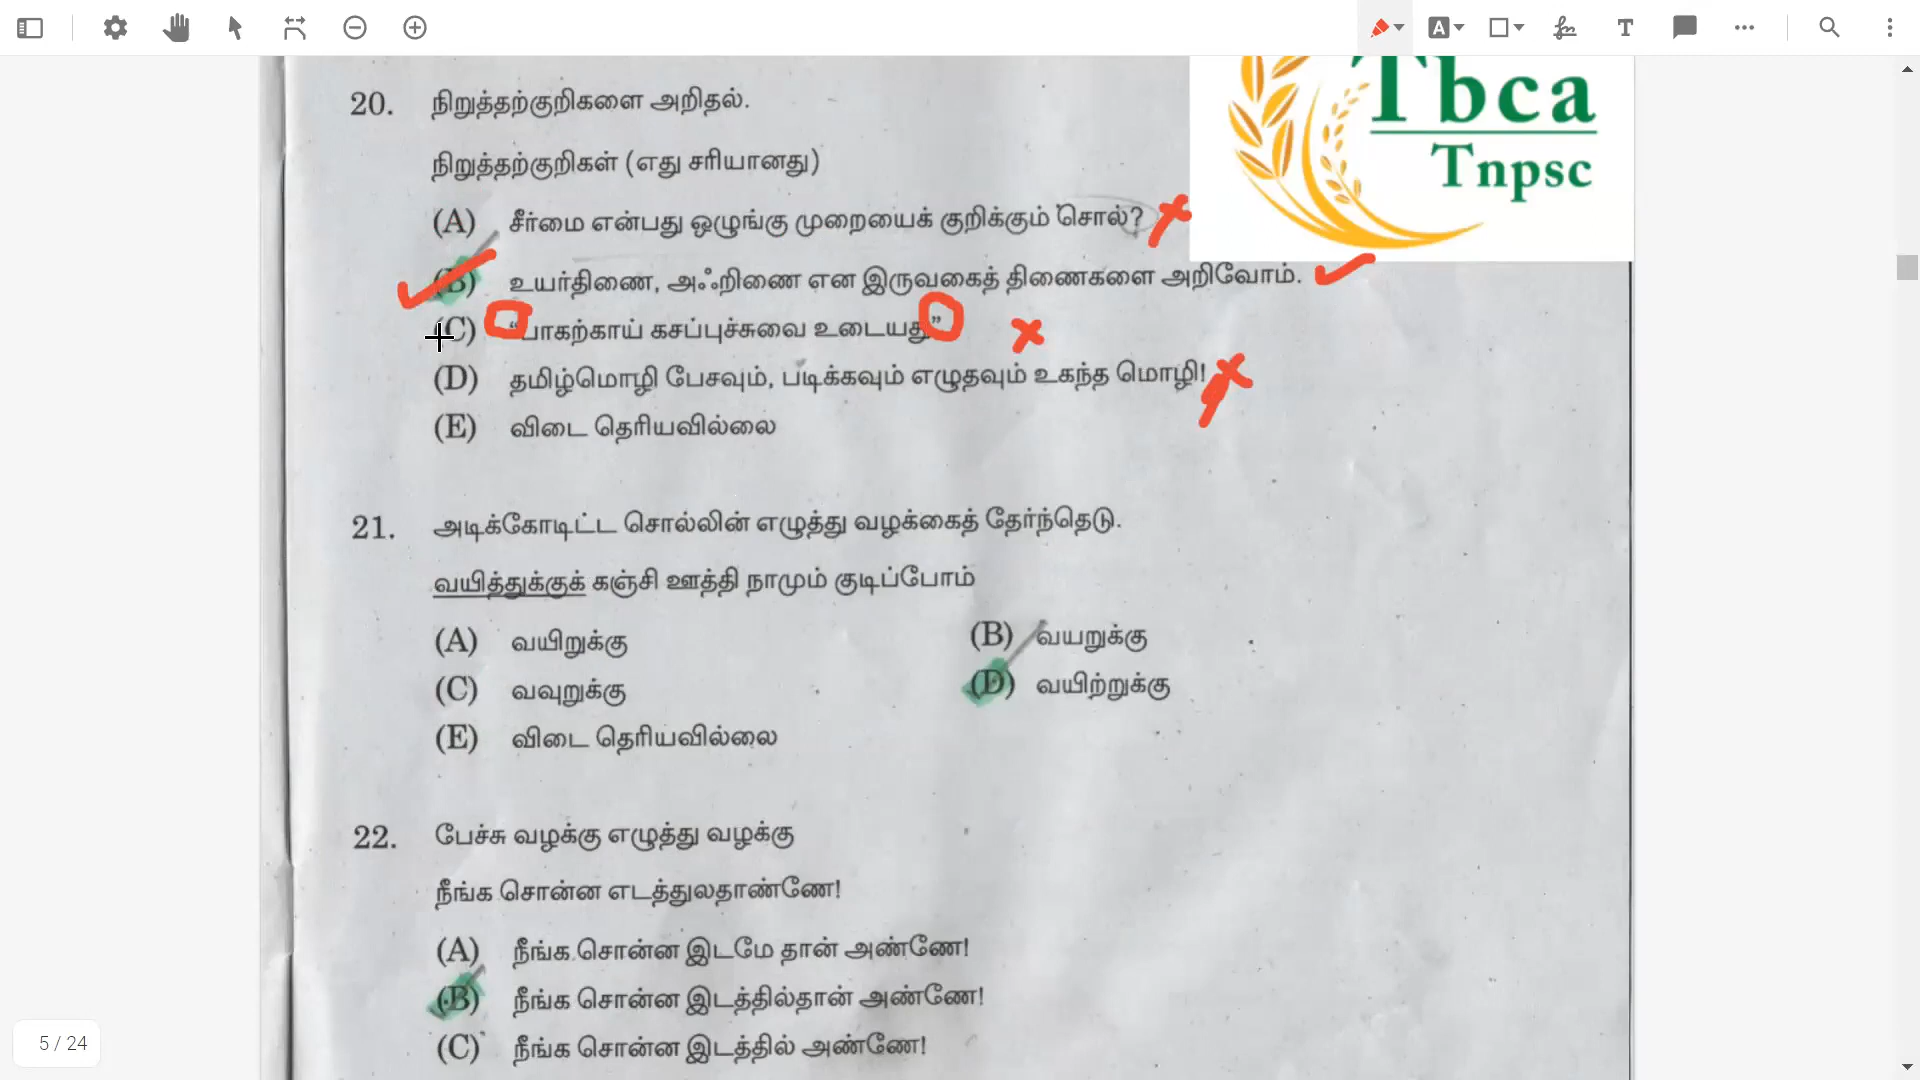 Tbca
Tnpsc
20. நிறுத்தற்குறிகளை அறிதல்.
நிறுத்தற்குறிகள் (எது சரியானது)
(A) சீர்மை என்பது ஒழுங்கு முறையைக் குறிக்கும் சொல்?
(B) உயர்திணை, அஃறிணை என இருவகைத் திணைகளை அறிவோம்.
(C) “பாகற்காய் கசப்புச்சுவை உடையது”
(D) தமிழ்மொழி பேசவும், படிக்கவும் எழுதவும் உகந்த மொழி!
(E) விடை தெரியவில்லை
21. அடிக்கோடிட்ட சொல்லின் எழுத்து வழக்கைத் தேர்ந்தெடு.
வயித்துக்குக் கஞ்சி ஊத்தி நாமும் குடிப்போம்
(A) வயிறுக்கு
(B) வயறுக்கு
(C) வவுறுக்கு
(D) வயிற்றுக்கு
(E) விடை தெரியவில்லை
22. பேச்சு வழக்கு எழுத்து வழக்கு
நீங்க சொன்ன எடத்துலதாண்ணே!
(A) நீங்க சொன்ன இடமே தான் அண்ணே!
(B) நீங்க சொன்ன இடத்தில்தான் அண்ணே!
(C) நீங்க சொன்ன இடத்தில் அண்ணே!
5 / 24